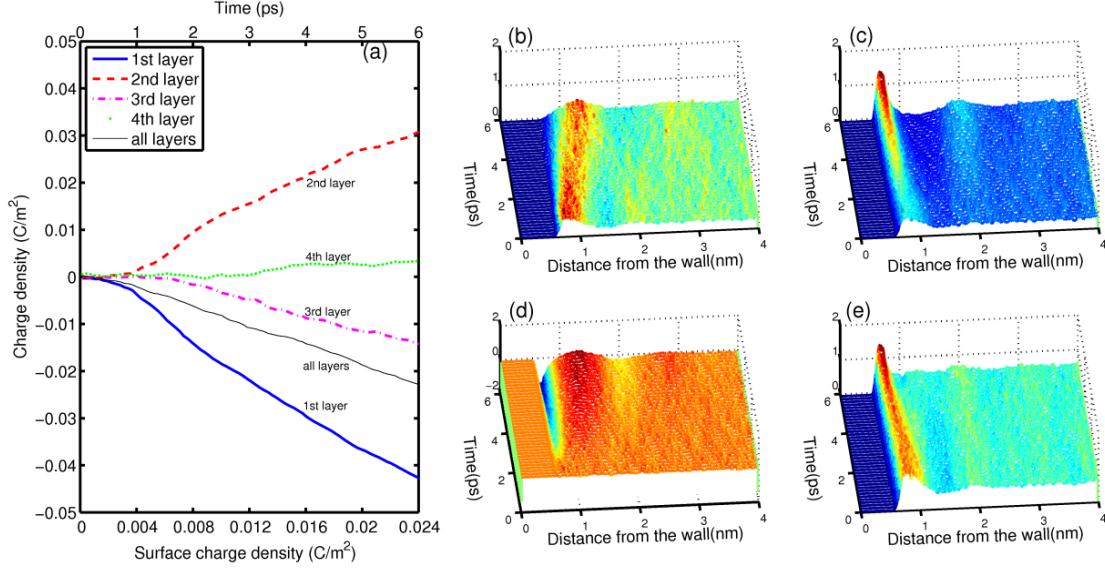 Time (ps)
0 1 2 3 4 5 6
(a)
0.05
0.04
0.03
0.02
0.01
0
−0.01
−0.02
−0.03
−0.04
−0.05
Charge density (C/m²)
1st layer
2nd layer
3rd layer
4th layer
all layers
2nd layer
4th layer
3rd layer
all layers
1st layer
0 0.004 0.008 0.012 0.016 0.02 0.024
Surface charge density (C/m²)
(b)
2
1
0
6
4
2
0
Time(ps)
0 1 2 3 4
Distance from the wall(nm)
(c)
2
1
0
6
4
2
0
Time(ps)
0 1 2 3 4
Distance from the wall(nm)
(d)
2
0
−2
6
4
2
0
Time(ps)
0 1 2 3 4
Distance from the wall(nm)
(e)
2
1
0
6
4
2
0
Time(ps)
0 1 2 3 4
Distance from the wall(nm)